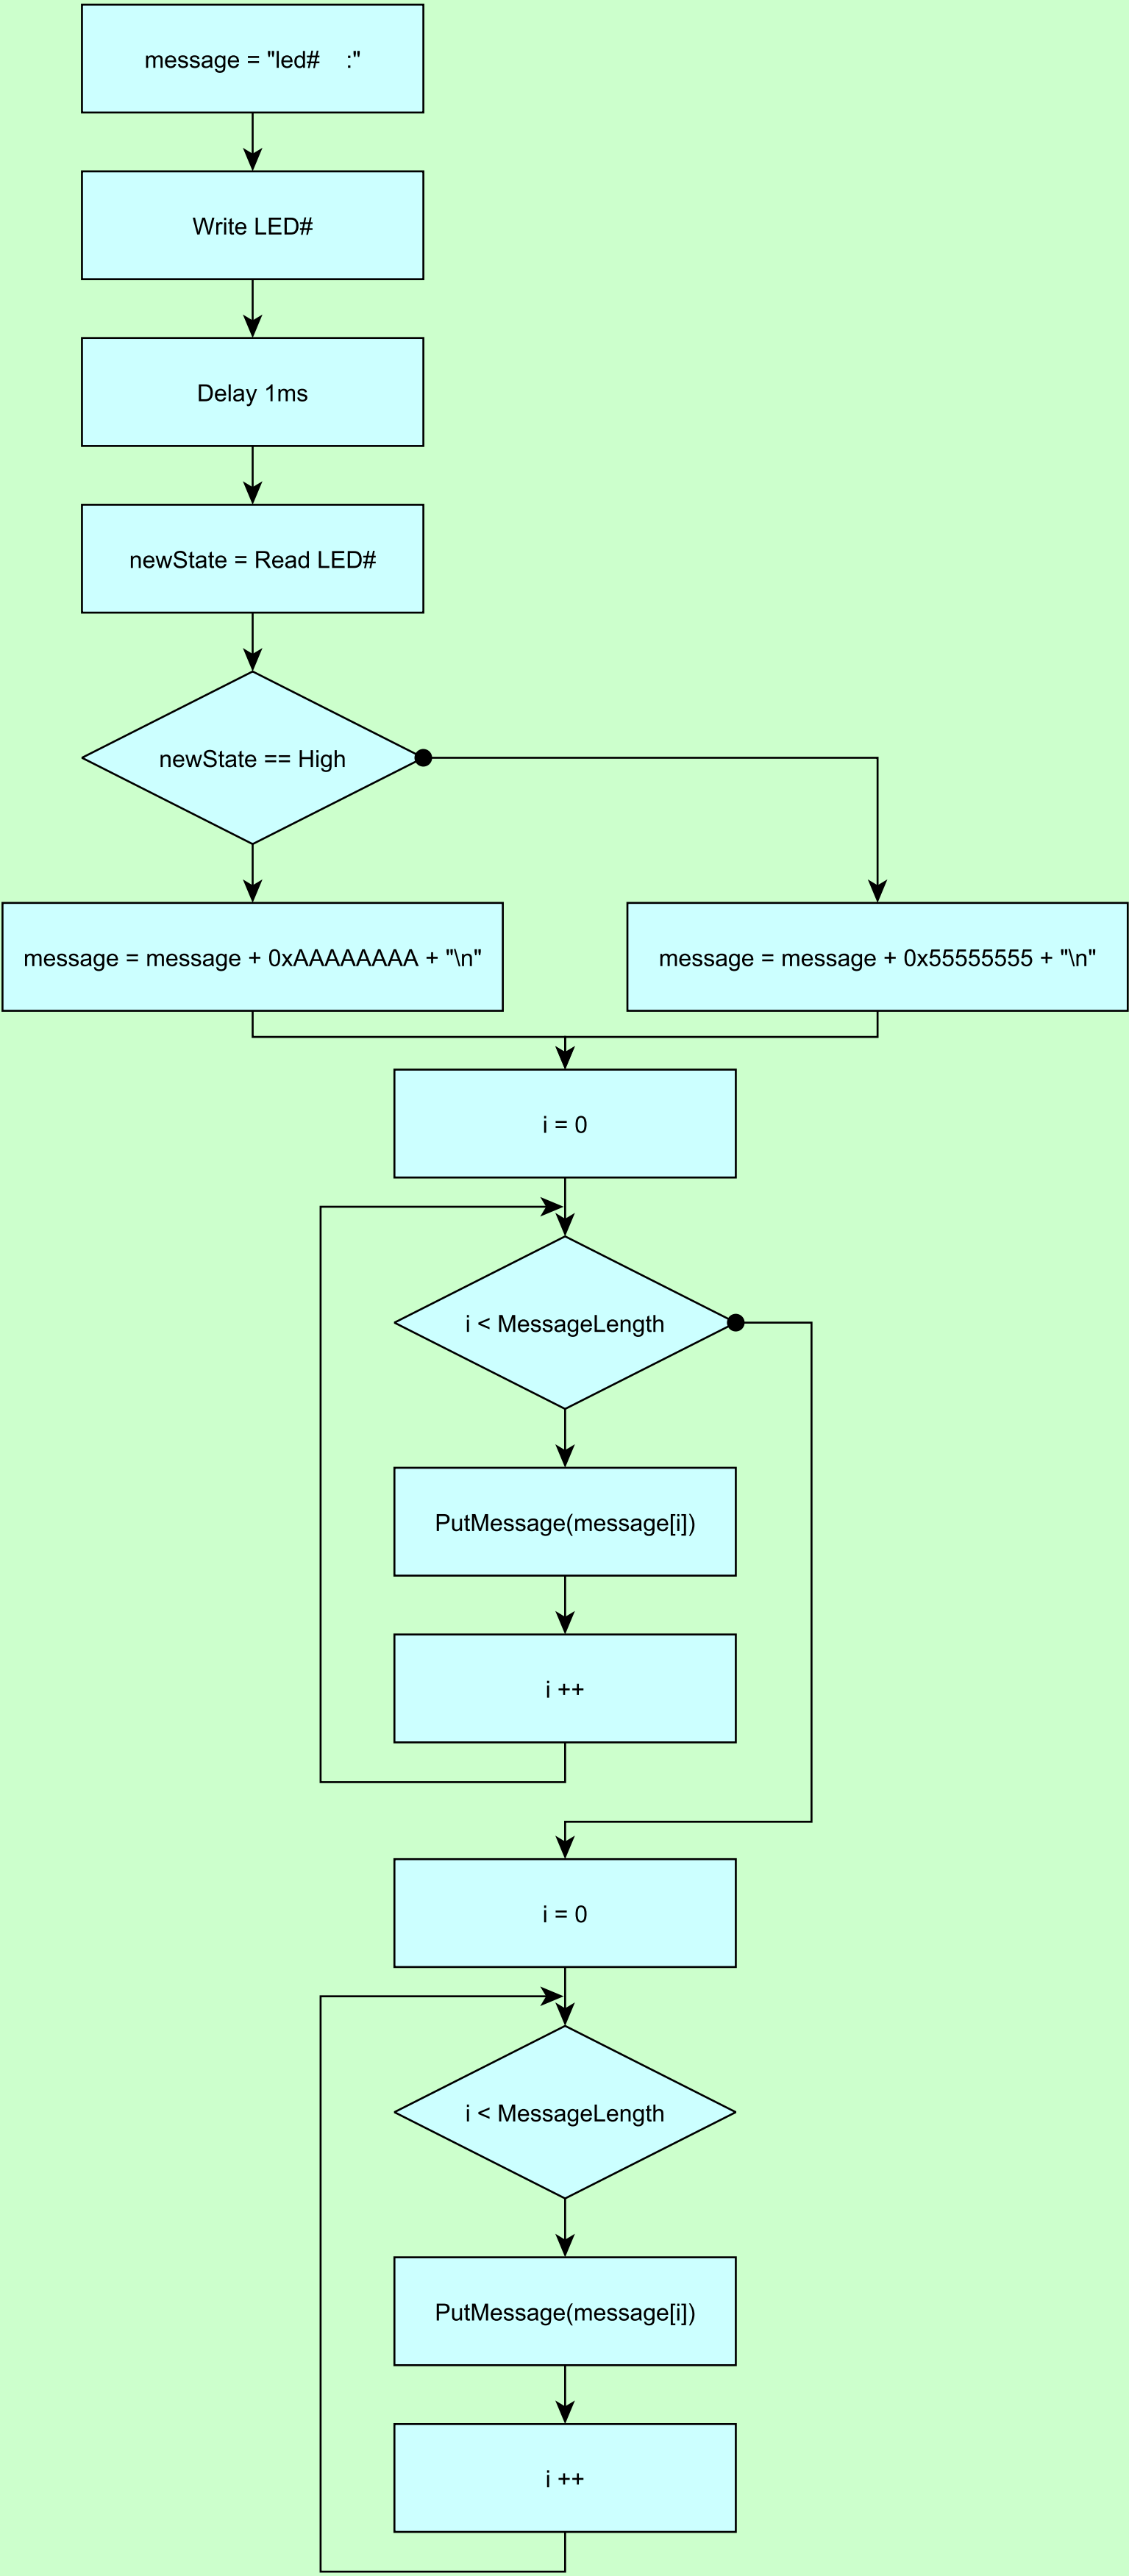 message = "led#    :"
Write LED#
Delay 1ms
newState = Read LED#
newState == High
message = message + 0xAAAAAAAA + "\n"
message = message + 0x55555555 + "\n"
i = 0
i < MessageLength
PutMessage(message[i])
i ++
i = 0
i < MessageLength
PutMessage(message[i])
i ++